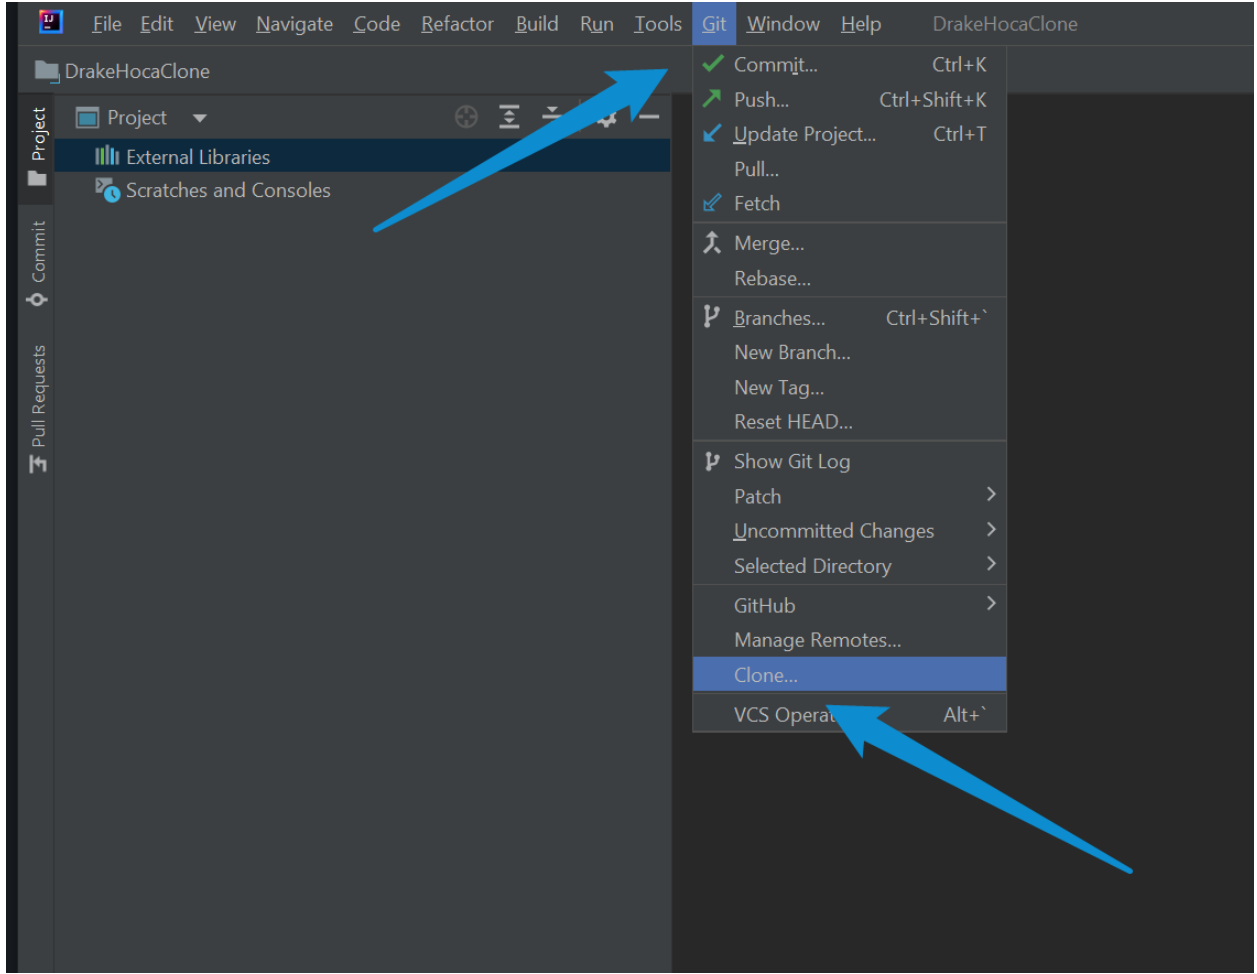 IJ
File Edit View Navigate Code Refactor Build Run Tools Git Window Help DrakeHocaClone
DrakeHocaClone
Project
Project
External Libraries
Scratches and Consoles
Commit
Pull Requests
Commit... Ctrl+K
Push... Ctrl+Shift+K
Update Project... Ctrl+T
Pull...
Fetch
Merge...
Rebase...
Branches... Ctrl+Shift+`
New Branch...
New Tag...
Reset HEAD...
Show Git Log
Patch
Uncommitted Changes
Selected Directory
GitHub
Manage Remotes...
Clone...
VCS Alt+`